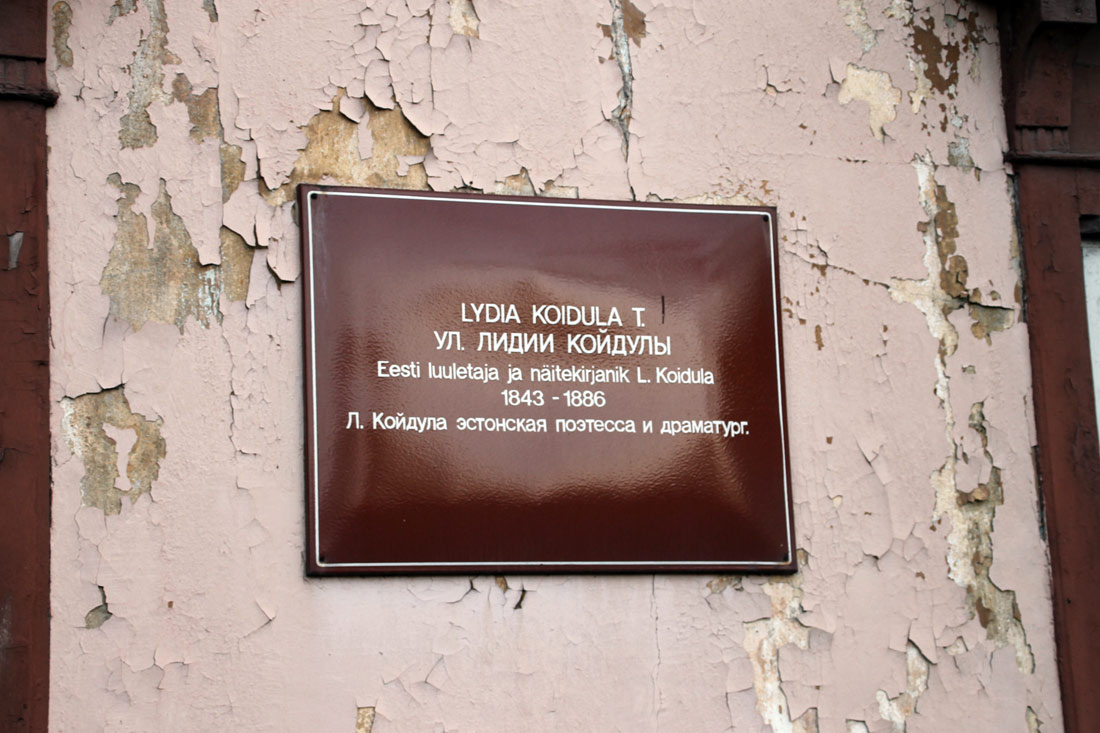 LYDIA KOIDULA T.
УЛ. ЛИДИИ КОЙДУЛЫ
Eesti luuletaja ja näitekirjanik L. Koidula
1843 - 1886
Л. Койдула эстонская поэтесса и драматург.